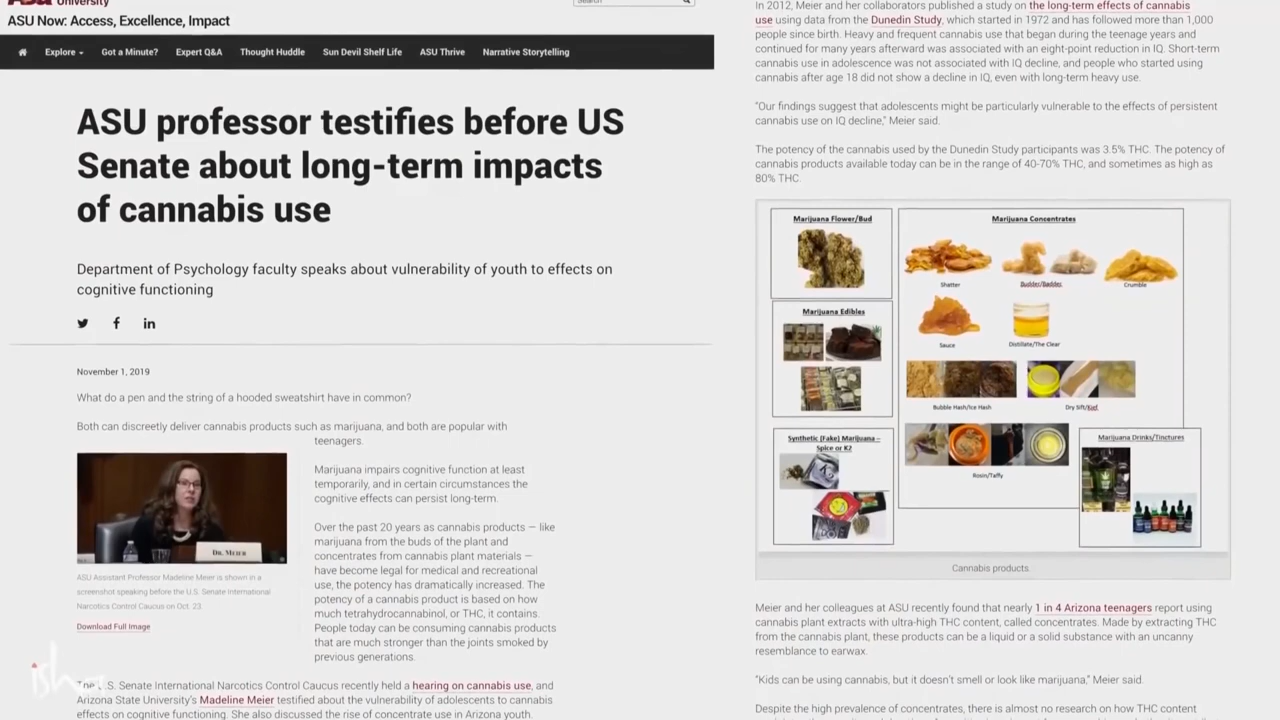 University
Search
ASU Now: Access, Excellence, Impact
Explore
Got a Minute?
Expert Q&A
Thought Huddle
Sun Devil Shelf Life
ASU Thrive
Narrative Storytelling
ASU professor testifies before US
Senate about long-term impacts
of cannabis use
Department of Psychology faculty speaks about vulnerability of youth to effects on
cognitive functioning
November 1, 2019
What do a pen and the string of a hooded sweatshirt have in common?
Both can discreetly deliver cannabis products such as marijuana, and both are popular with
teenagers.
Marijuana impairs cognitive function at least
temporarily, and in certain circumstances the
cognitive effects can persist long-term.
Over the past 20 years as cannabis products — like
marijuana from the buds of the plant and
concentrates from cannabis plant materials —
have become legal for medical and recreational
use, the potency has dramatically increased. The
potency of a cannabis product is based on how
much tetrahydrocannabinol, or THC, it contains.
People today can be consuming cannabis products
that are much stronger than the joints smoked by
previous generations.
DR. MEIER
ASU Assistant Professor Madeline Meier is shown in a
screenshot speaking before the U.S. Senate International
Narcotics Control Caucus on Oct. 23.
Download Full Image
The U.S. Senate International Narcotics Control Caucus recently held a hearing on cannabis use, and
Arizona State University's Madeline Meier testified about the vulnerability of adolescents to cannabis
effects on cognitive functioning. She also discussed the rise of concentrate use in Arizona youth.
isha
In 2012, Meier and her collaborators published a study on the long-term effects of cannabis
use using data from the Dunedin Study, which started in 1972 and has followed more than 1,000
people since birth. Heavy and frequent cannabis use that began during the teenage years and
continued for many years afterward was associated with an eight-point reduction in IQ. Short-term
cannabis use in adolescence was not associated with IQ decline, and people who started using
cannabis after age 18 did not show a decline in IQ, even with long-term heavy use.
"Our findings suggest that adolescents might be particularly vulnerable to the effects of persistent
cannabis use on IQ decline," Meier said.
The potency of the cannabis used by the Dunedin Study participants was 3.5% THC. The potency of
cannabis products available today can be in the range of 40-70% THC, and sometimes as high as
80% THC.
Marijuana Flower/Bud
Marijuana Concentrates
Shatter
Budder/Badder
Crumble
Marijuana Edibles
Sauce
Distillate/The Clear
Bubble Hash/Ice Hash
Dry Sift/Kief
Synthetic (Fake) Marijuana –
Spice or K2
Rosin/Taffy
Marijuana Drinks/Tinctures
Cannabis products.
Meier and her colleagues at ASU recently found that nearly 1 in 4 Arizona teenagers report using
cannabis plant extracts with ultra-high THC content, called concentrates. Made by extracting THC
from the cannabis plant, these products can be a liquid or a solid substance with an uncanny
resemblance to earwax.
"Kids can be using cannabis, but it doesn't smell or look like marijuana," Meier said.
Despite the high prevalence of concentrates, there is almost no research on how THC content